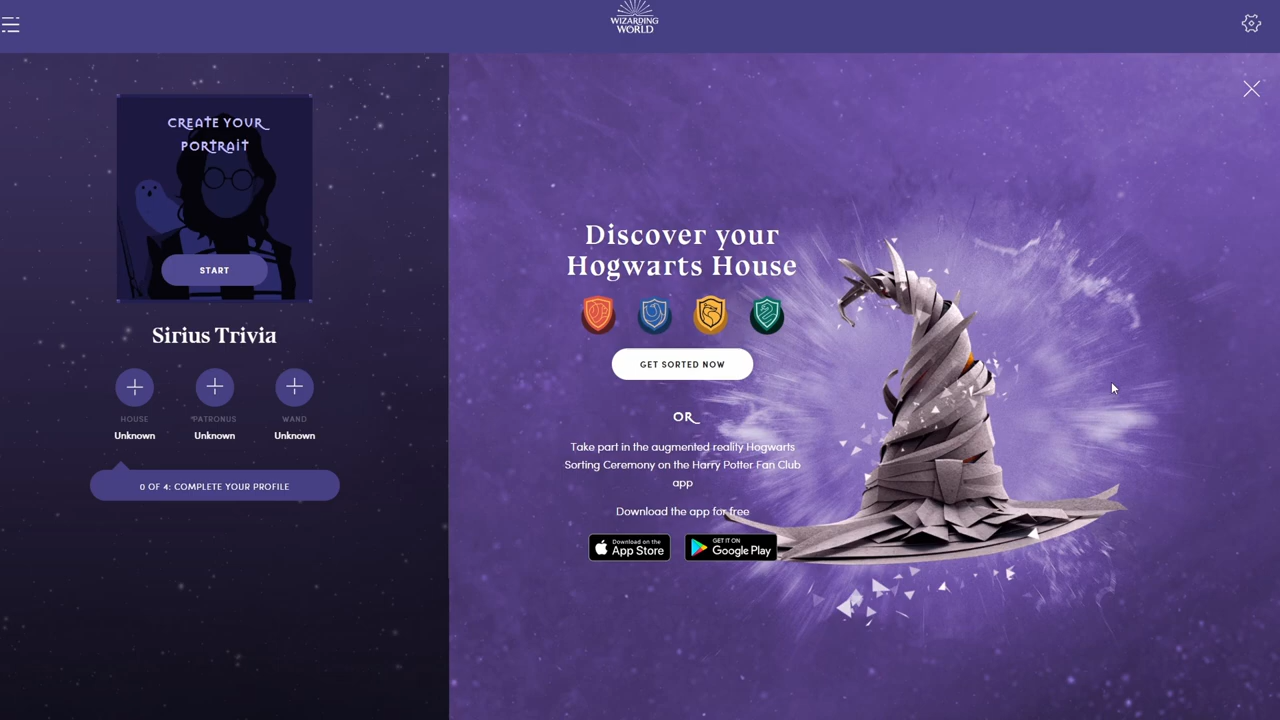 WIZARDING
WORLD
CREATE YOUR
PORTRAIT
START
Sirius Trivia
HOUSE
PATRONUS
WAND
Unknown
Unknown
Unknown
0 OF 4: COMPLETE YOUR PROFILE
Discover your
Hogwarts House
GET SORTED NOW
OR
Take part in the augmented reality Hogwarts
Sorting Ceremony on the Harry Potter Fan Club
app
Download the app for free
Download on the
App Store
GET IT ON
Google Play